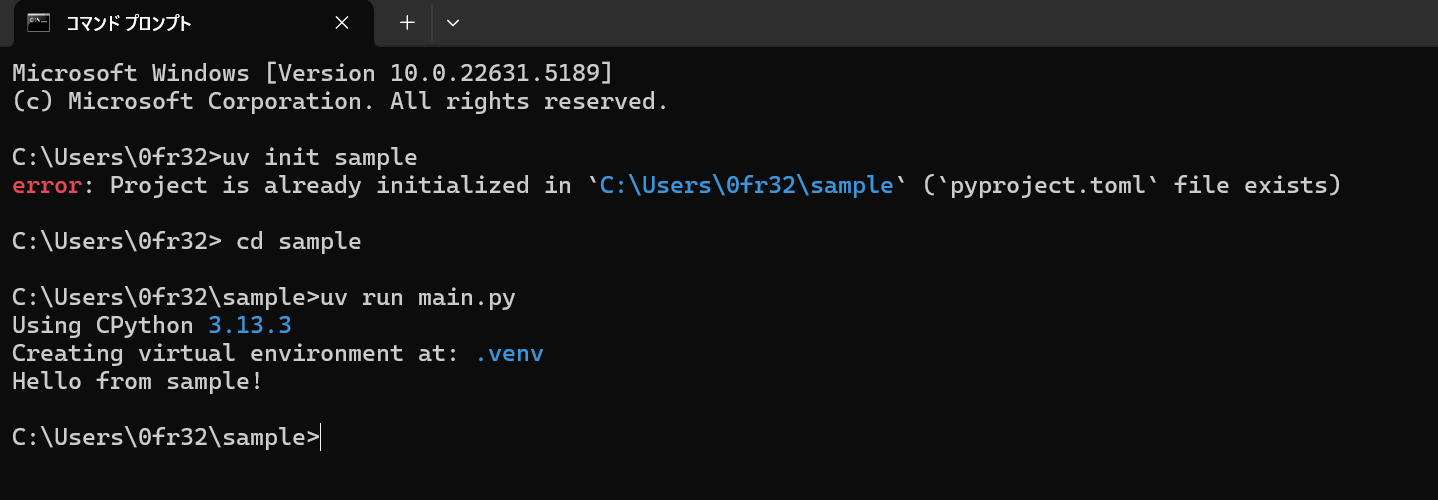 コマンド プロンプト
Microsoft Windows [Version 10.0.22631.5189]
(c) Microsoft Corporation. All rights reserved.
C:\Users\0fr32>uv init sample
error: Project is already initialized in `C:\Users\0fr32\sample` (`pyproject.toml` file exists)
C:\Users\0fr32> cd sample
C:\Users\0fr32\sample>uv run main.py
Using CPython 3.13.3
Creating virtual environment at: .venv
Hello from sample!
C:\Users\0fr32\sample>